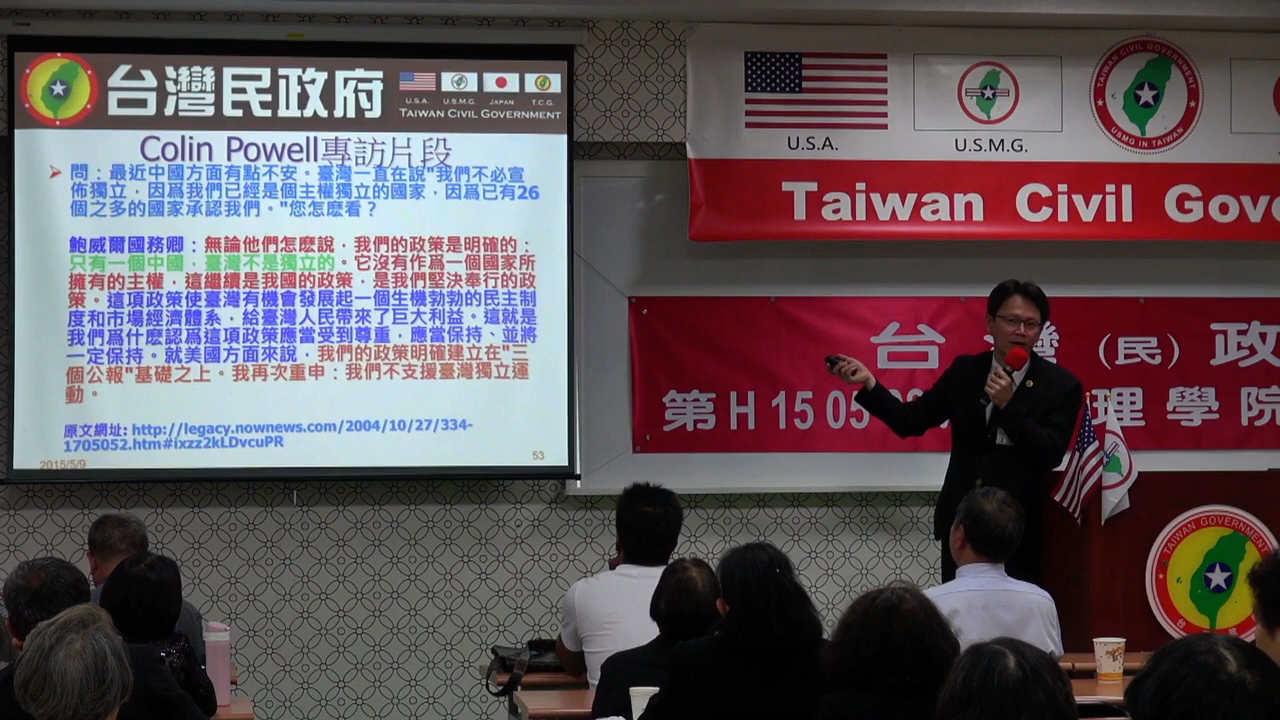 台灣民政府
U.S.A. U.S.M.G. JAPAN T.C.G.
TAIWAN CIVIL GOVERNMENT
Colin Powell專訪片段
問：最近中國方面有點不安。臺灣一直在說"我們不必宣
佈獨立，因爲我們已經是個主權獨立的國家，因爲已有26
個之多的國家承認我們。"您怎麽看？
鮑威爾國務卿：無論他們怎麽說，我們的政策是明確的：
只有一個中國，臺灣不是獨立的。它沒有作爲一個國家所
擁有的主權，這繼續是我國的政策，是我們堅決奉行的政
策。這項政策使臺灣有機會發展起一個生機勃勃的民主制
度和市場經濟體系，給臺灣人民帶來了巨大利益。這就是
我們爲什麽認爲這項政策應當受到尊重，應當保持、並將
一定保持。就美國方面來說，我們的政策明確建立在"三
個公報"基礎之上。我再次重申：我們不支援臺灣獨立運
動。
原文網址: http://legacy.nownews.com/2004/10/27/334-
1705052.htm#ixzz2kLDvcuPR
2015/5/9
53
U.S.A.
U.S.M.G.
TAIWAN CIVIL GOVERNMENT
USMG IN TAIWAN
Taiwan Civil Gove
台灣（民）政
第H 15 05 理學院
TAIWAN GOVERNMENT